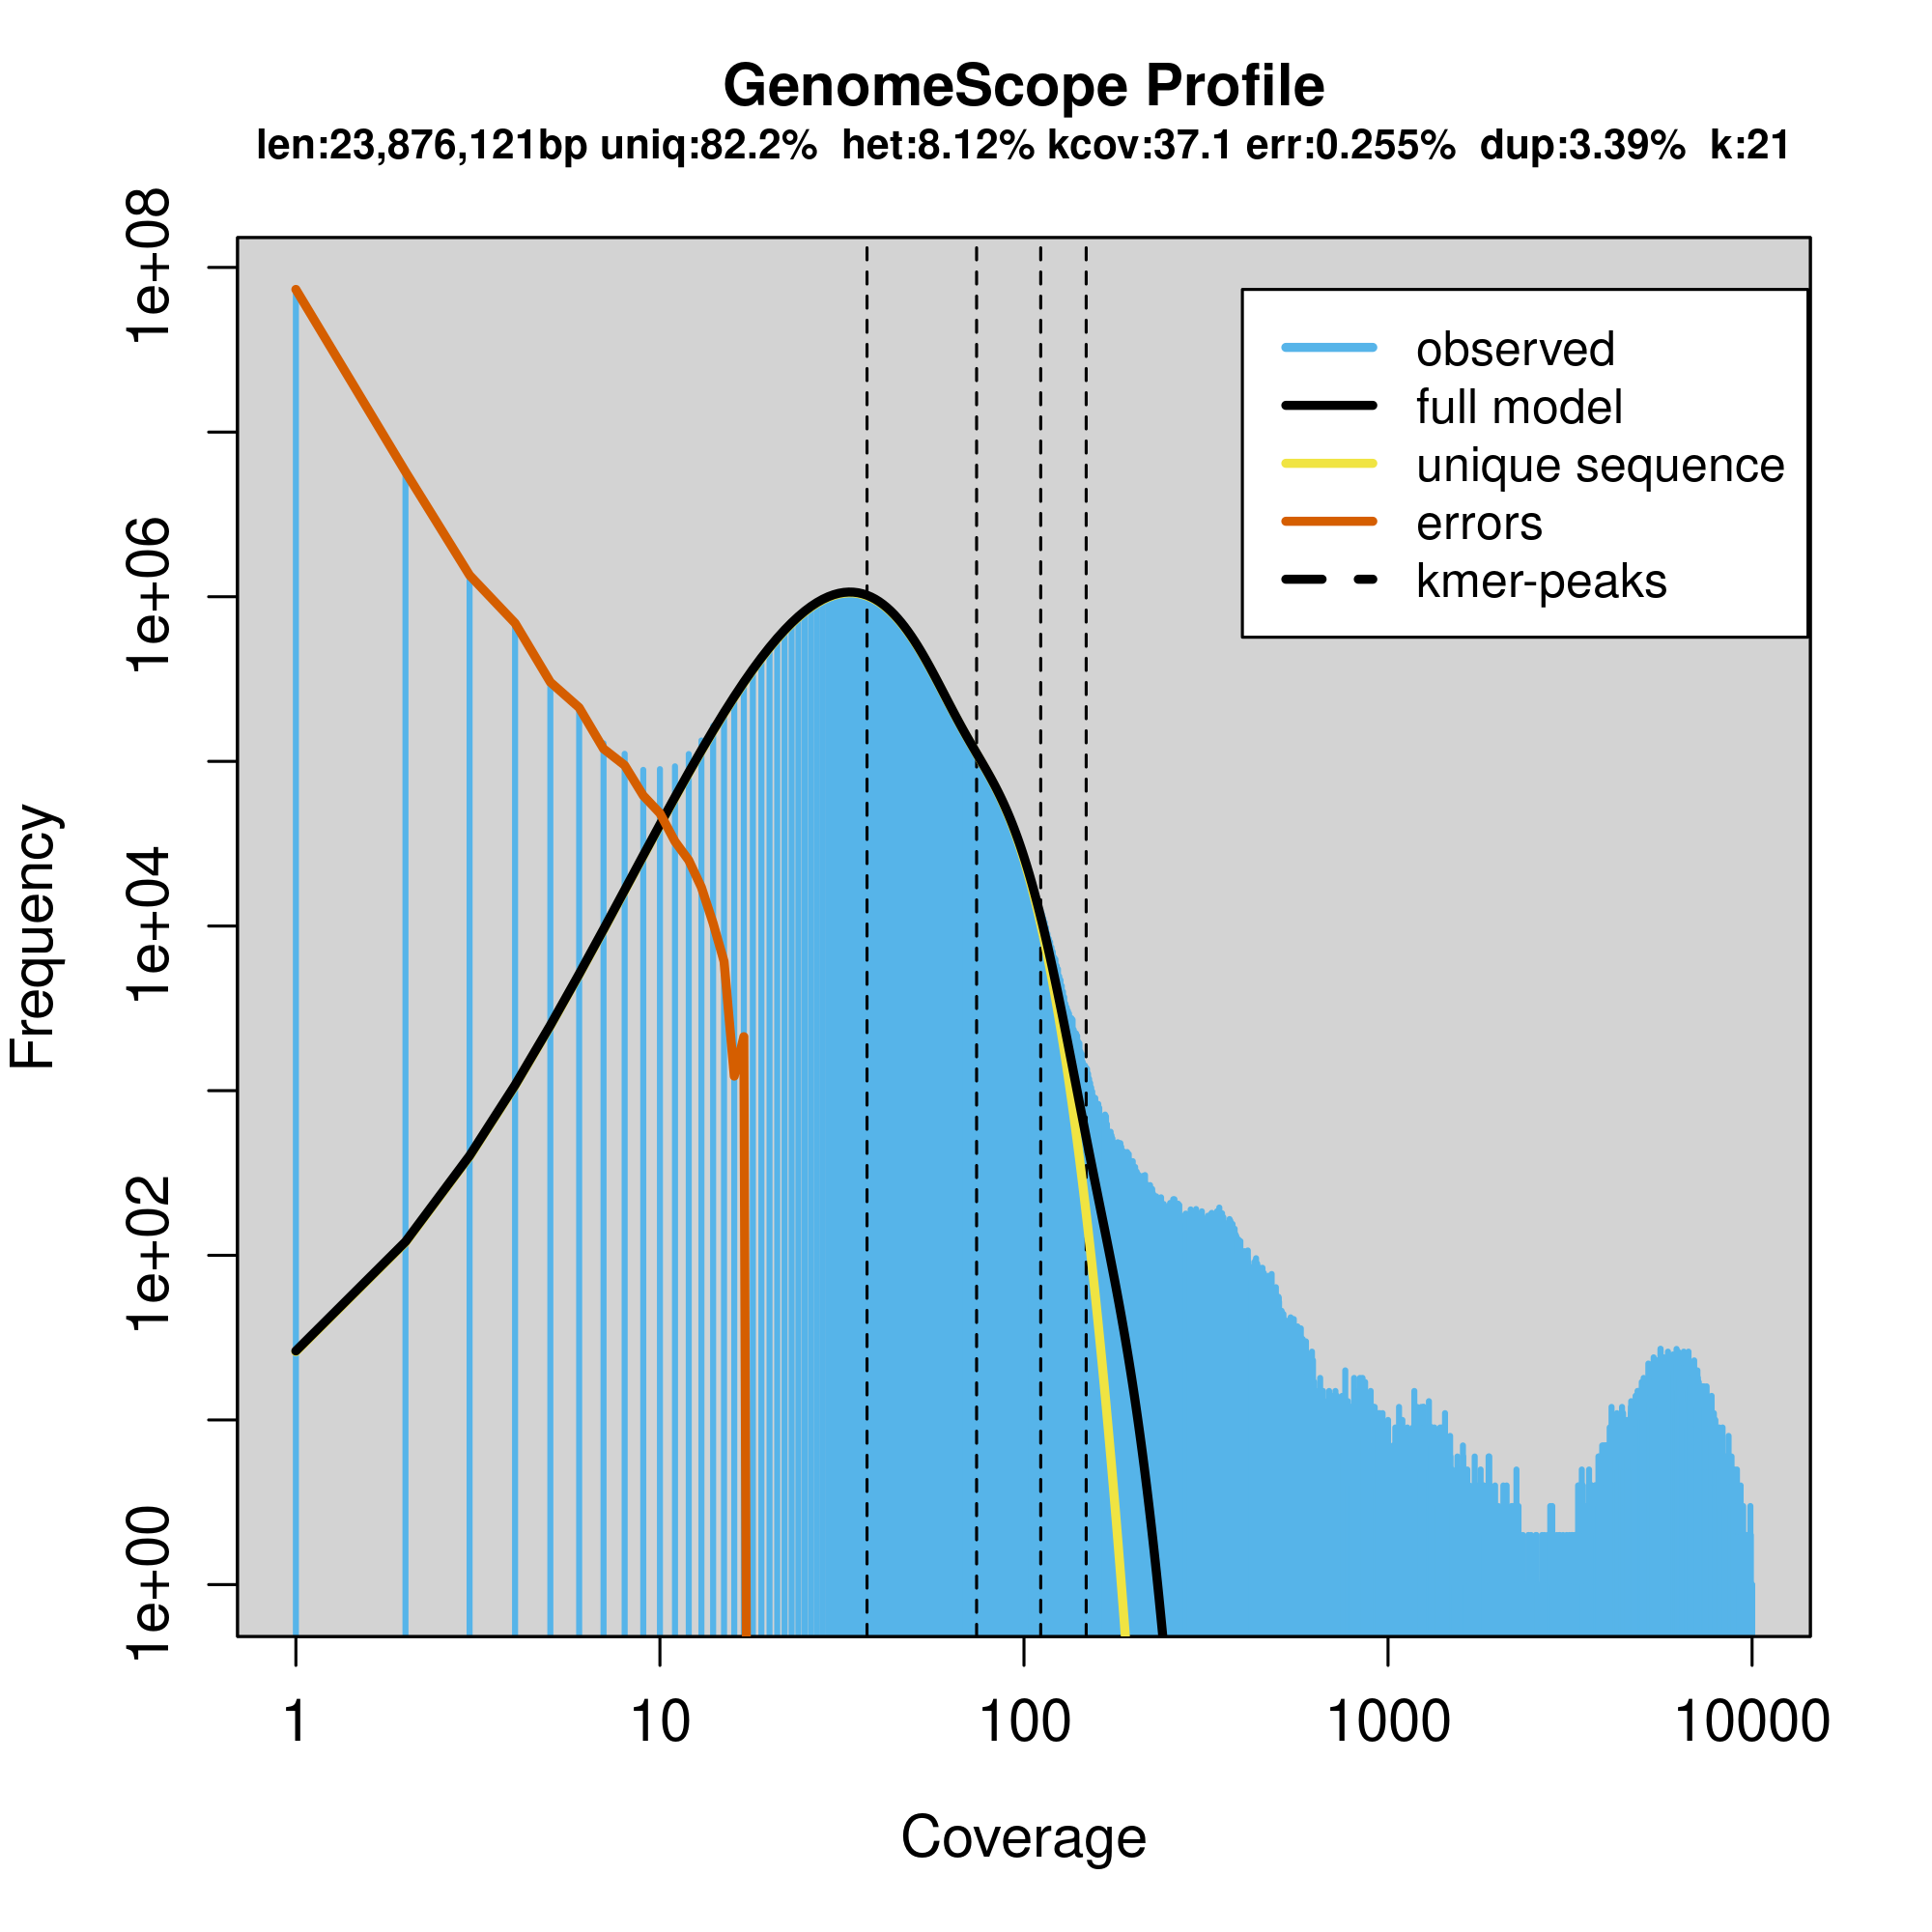 GenomeScope Profile
len:23,876,121bp uniq:82.2% het:8.12% kcov:37.1 err:0.255% dup:3.39% k:21
1e+08
1e+06
1e+04
1e+02
1e+00
Frequency
observed
full model
unique sequence
errors
kmer-peaks
1 10 100 1000 10000
Coverage